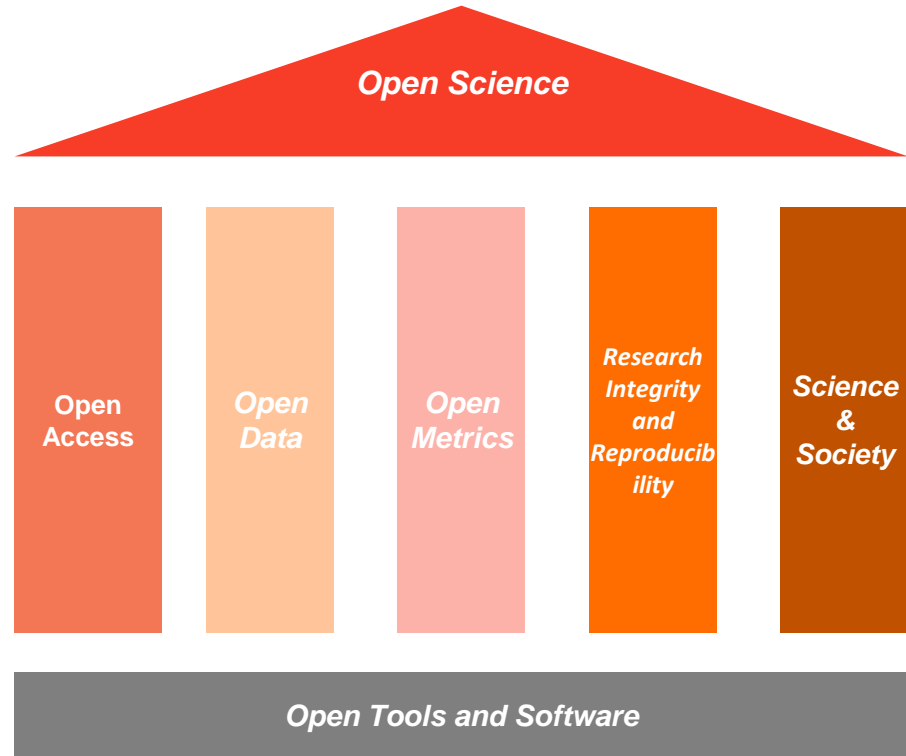 Open Science
Open
Access
Open
Data
Open
Metrics
Research
Integrity
and
Reproducib
ility
Science
&
Society
Open Tools and Software